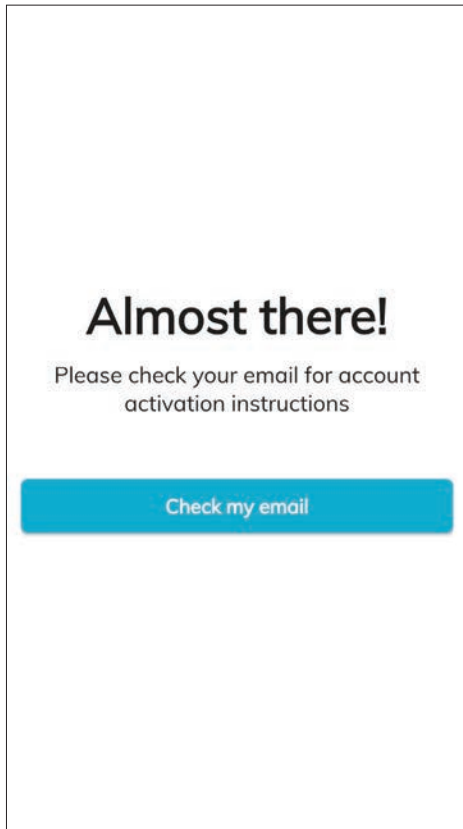 Almost there!
Please check your email for account
activation instructions
Check my email